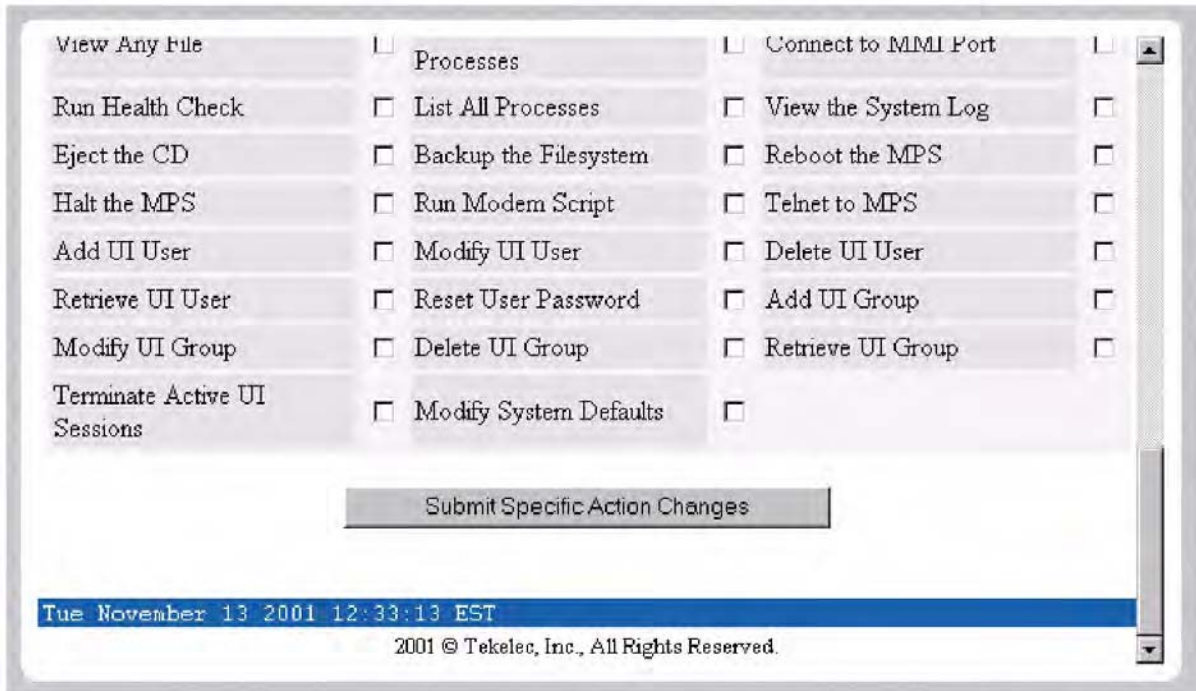 View Any File Processes Connect to MMI Port
Run Health Check List All Processes View the System Log
Eject the CD Backup the Filesystem Reboot the MPS
Halt the MPS Run Modem Script Telnet to MPS
Add UI User Modify UI User Delete UI User
Retrieve UI User Reset User Password Add UI Group
Modify UI Group Delete UI Group Retrieve UI Group
Terminate Active UI
Sessions Modify System Defaults
Submit Specific Action Changes
Tue November 13 2001 12:33:13 EST
2001 © Tekelec, Inc., All Rights Reserved.